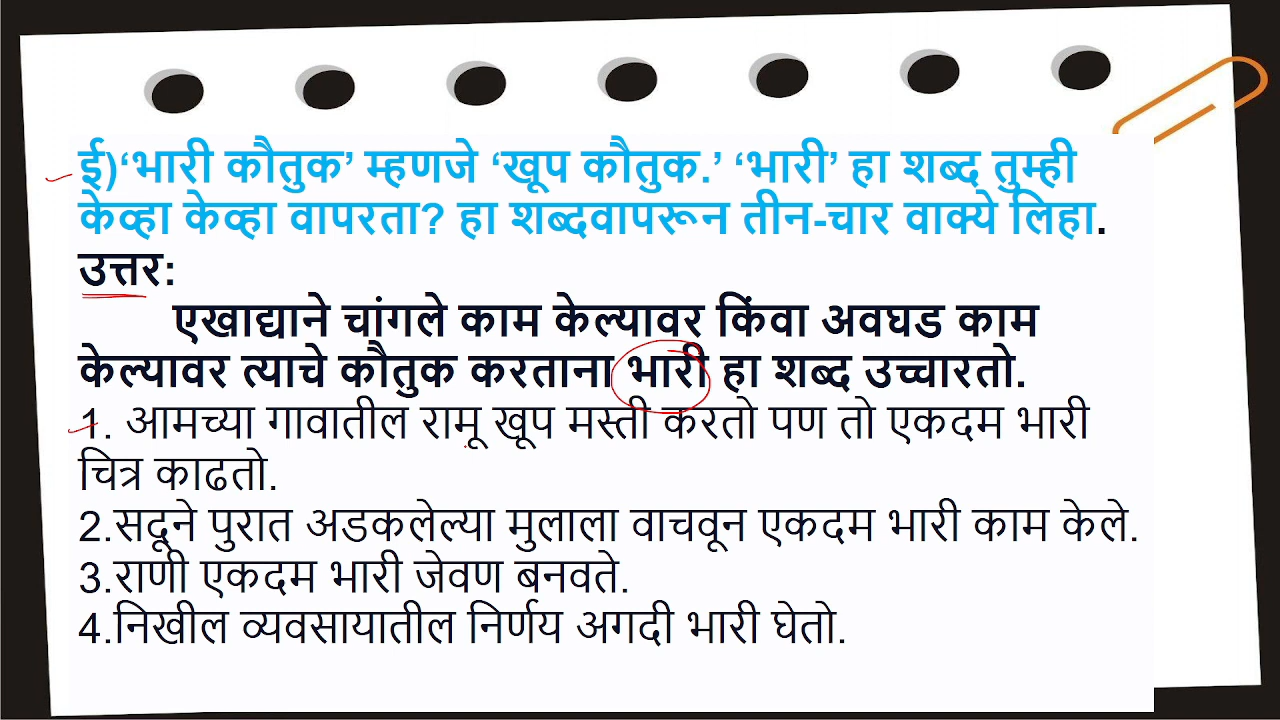 ई)‘भारी कौतुक’ म्हणजे ‘खूप कौतुक.’ ‘भारी’ हा शब्द तुम्ही
केव्हा केव्हा वापरता? हा शब्दवापरून तीन-चार वाक्ये लिहा.
उत्तर:
एखाद्याने चांगले काम केल्यावर किंवा अवघड काम
केल्यावर त्याचे कौतुक करताना भारी हा शब्द उच्चारतो.
1. आमच्या गावातील रामू खूप मस्ती करतो पण तो एकदम भारी
चित्र काढतो.
2.सदूने पुरात अडकलेल्या मुलाला वाचवून एकदम भारी काम केले.
3.राणी एकदम भारी जेवण बनवते.
4.निखील व्यवसायातील निर्णय अगदी भारी घेतो.